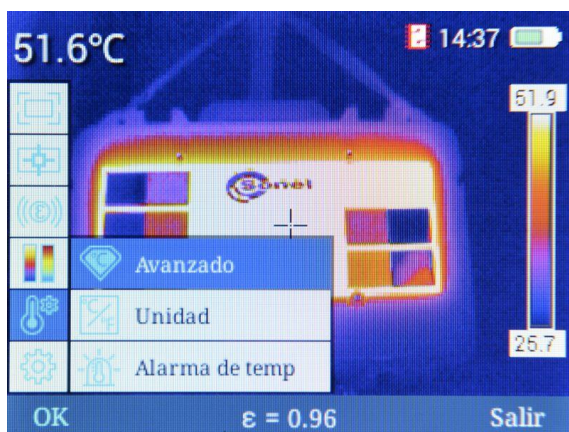 51.6°C
14:37
51.9
Sonel
Avanzado
°C/°F
Unidad
Alarma de temp
25.7
OK
ε = 0.96
Salir